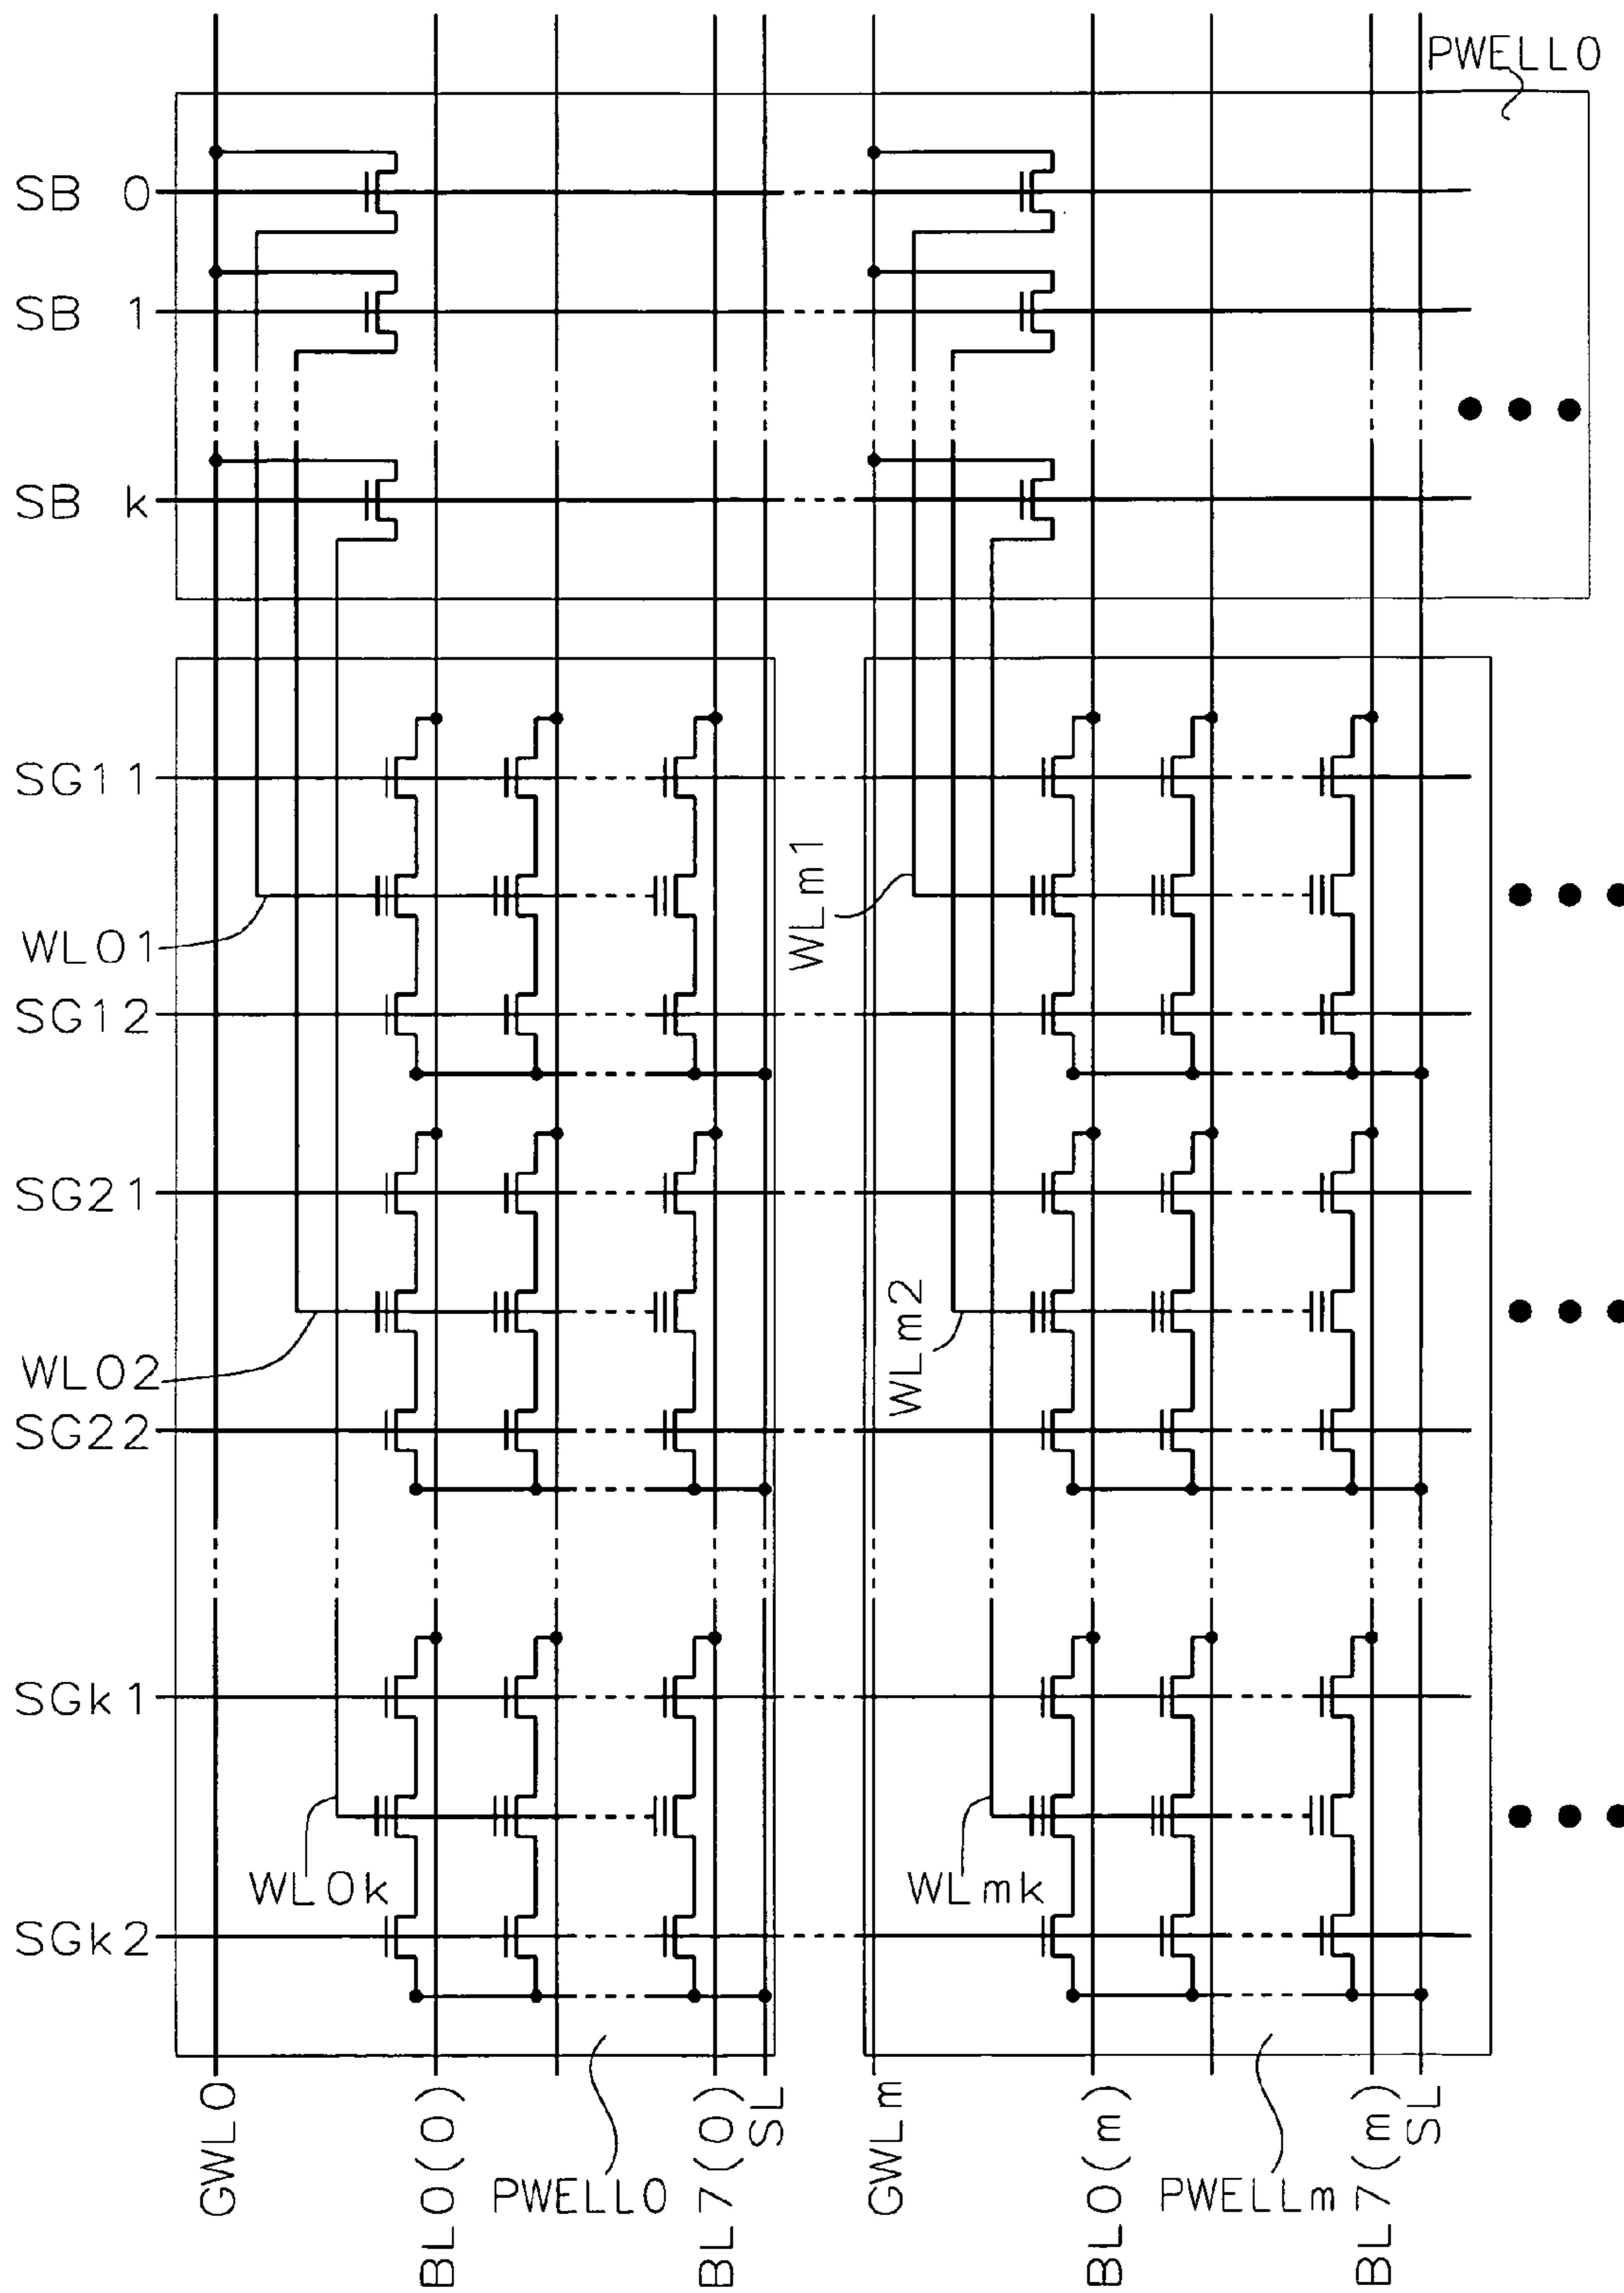 PWELL0
SB 0
SB 1
SB k
SG11
WL01
WLm1
SG12
SG21
WL02
WLm2
SG22
SGk1
WL0k
WLmk
SGk2
GWL0
BL0(0)
PWELL0
BL7(0)
SL
GWLm
BL0(m)
PWELLm
BL7(m)
SL